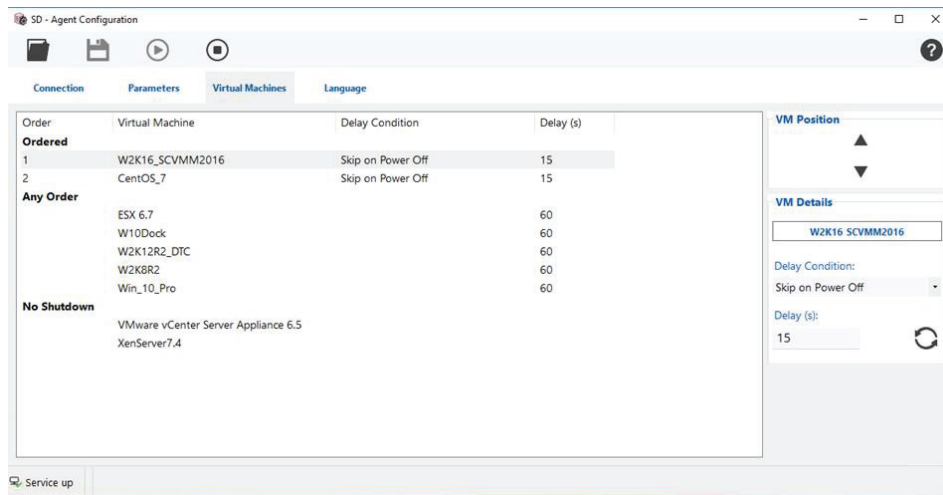 SD - Agent Configuration
Connection Parameters Virtual Machines Language
Order Virtual Machine Delay Condition Delay (s)
Ordered
1 W2K16_SCVMM2016 Skip on Power Off 15
2 CentOS_7 Skip on Power Off 15
Any Order
ESX 6.7 60
W10Dock 60
W2K12R2_DTC 60
W2K8R2 60
Win_10_Pro 60
No Shutdown
VMware vCenter Server Appliance 6.5
XenServer7.4
VM Position
VM Details
W2K16 SCVMM2016
Delay Condition:
Skip on Power Off
Delay (s):
15
Service up